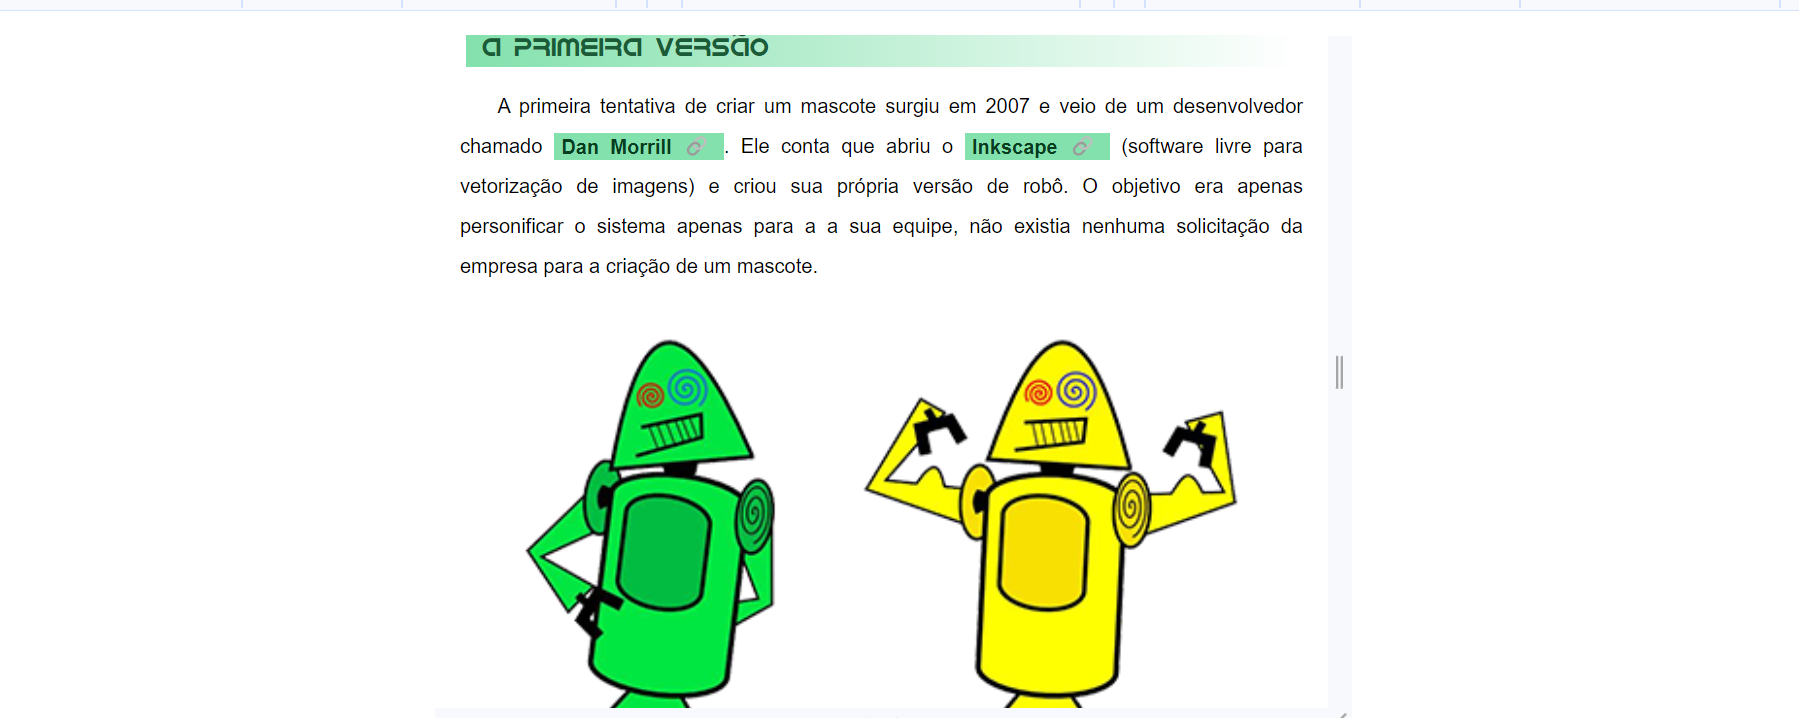 A PRIMEIRA VERSÃO
A primeira tentativa de criar um mascote surgiu em 2007 e veio de um desenvolvedor
chamado Dan Morrill . Ele conta que abriu o Inkscape (software livre para
vetorização de imagens) e criou sua própria versão de robô. O objetivo era apenas
personificar o sistema apenas para a a sua equipe, não existia nenhuma solicitação da
empresa para a criação de um mascote.